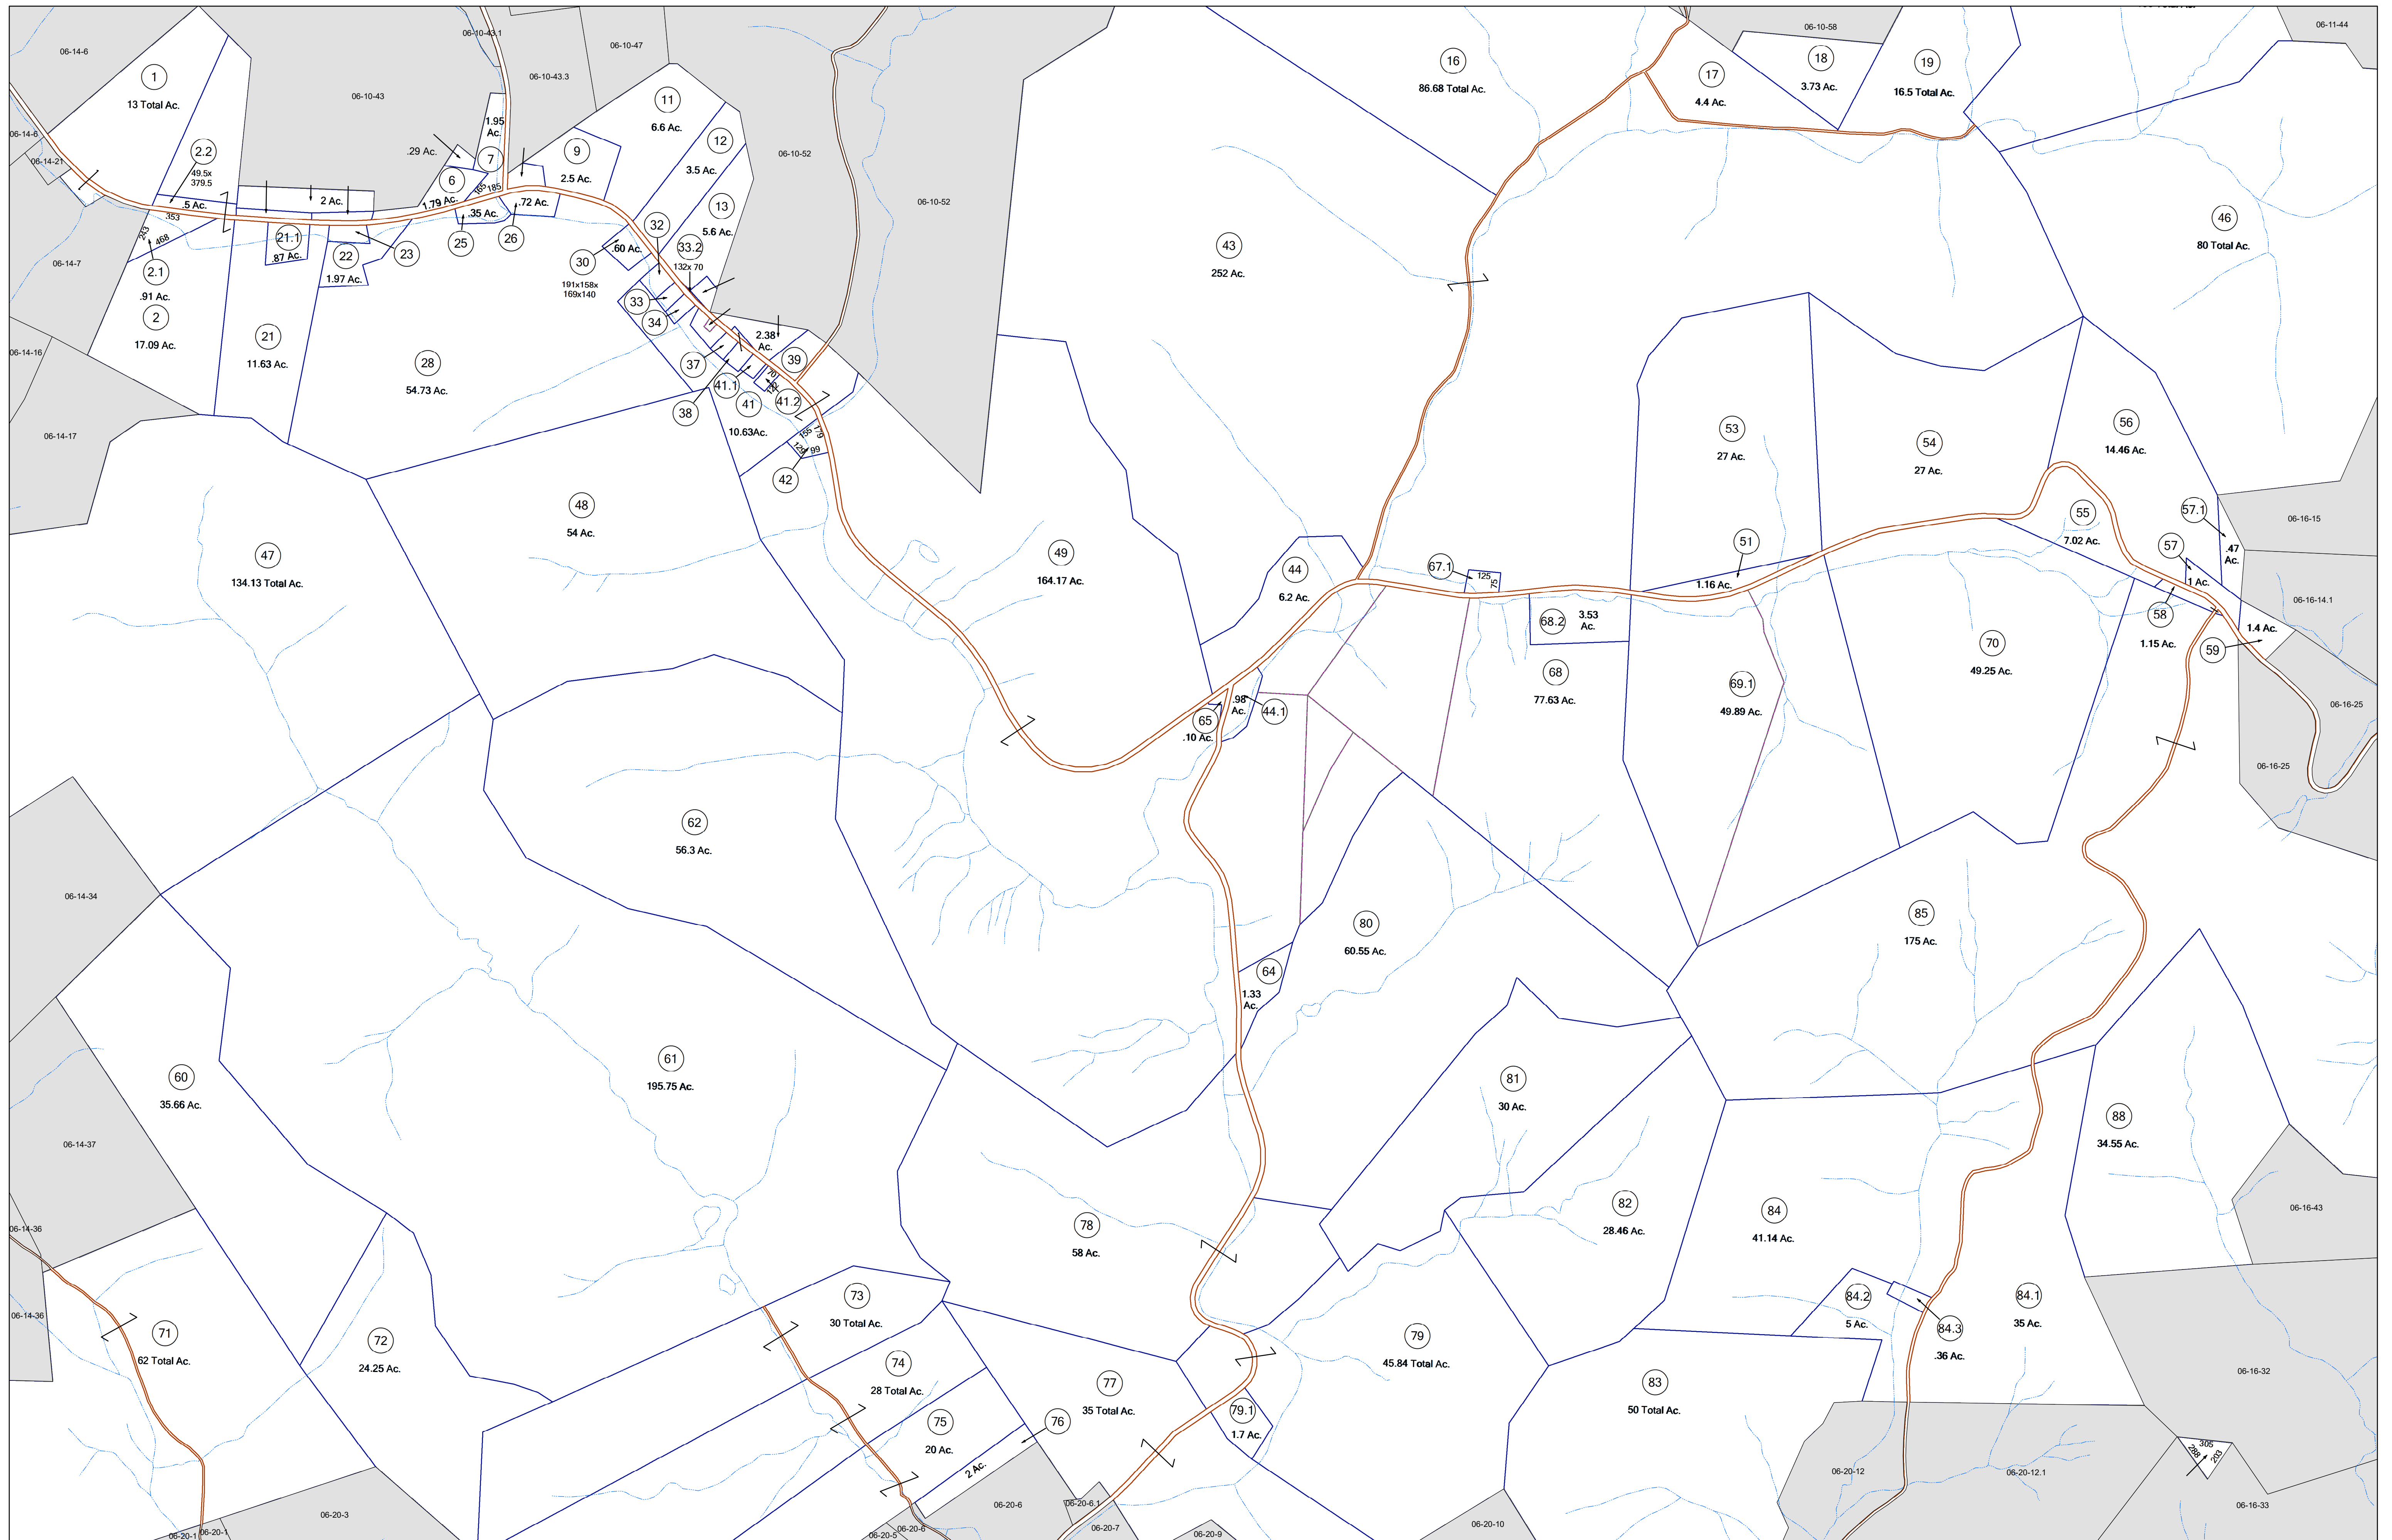 06-14-6
1
13 Total Ac.
06-14-6
06-14-21
2.2
49.5x
379.5
.5 Ac.
353
243
468
2.1
.91 Ac.
2
17.09 Ac.
06-14-7
06-14-16
06-14-17
06-10-43
06-10-43.1
06-10-43.3
06-10-47
06-10-52
06-10-52
1.95
Ac.
.29 Ac.
7
6
1.79 Ac.
165
185
2 Ac.
.35 Ac.
.72 Ac.
25
26
9
2.5 Ac.
11
6.6 Ac.
12
3.5 Ac.
13
5.6 Ac.
21.1
.87 Ac.
21
11.63 Ac.
22
1.97 Ac.
23
28
54.73 Ac.
30
.60 Ac.
191x158x
169x140
32
33.2
132x 70
33
34
37
38
2.38
Ac.
39
70
41.1
41
41.2
10.63Ac.
155
179
129
99
42
16
86.68 Total Ac.
17
4.4 Ac.
18
3.73 Ac.
06-10-58
19
16.5 Total Ac.
06-11-44
43
252 Ac.
46
80 Total Ac.
47
134.13 Total Ac.
48
54 Ac.
49
164.17 Ac.
44
6.2 Ac.
44.1
.98
Ac.
65
.10 Ac.
67.1
125
75
68.2
3.53
Ac.
68
77.63 Ac.
51
1.16 Ac.
53
27 Ac.
54
27 Ac.
55
7.02 Ac.
56
14.46 Ac.
57.1
.47
Ac.
57
1 Ac.
58
1.15 Ac.
59
1.4 Ac.
06-16-15
06-16-14.1
06-16-25
06-16-25
69.1
49.89 Ac.
70
49.25 Ac.
62
56.3 Ac.
06-14-34
06-14-37
06-14-36
06-14-36
60
35.66 Ac.
61
195.75 Ac.
64
1.33
Ac.
80
60.55 Ac.
81
30 Ac.
82
28.46 Ac.
85
175 Ac.
88
34.55 Ac.
06-16-43
84
41.14 Ac.
84.2
5 Ac.
84.3
.36 Ac.
84.1
35 Ac.
06-16-32
78
58 Ac.
71
62 Total Ac.
72
24.25 Ac.
73
30 Total Ac.
74
28 Total Ac.
75
20 Ac.
76
2 Ac.
77
35 Total Ac.
79
45.84 Total Ac.
79.1
1.7 Ac.
83
50 Total Ac.
305
288
203
06-16-33
06-20-12
06-20-12.1
06-20-1
06-20-1
06-20-3
06-20-5
06-20-6
06-20-6
06-20-6.1
06-20-7
06-20-9
06-20-10